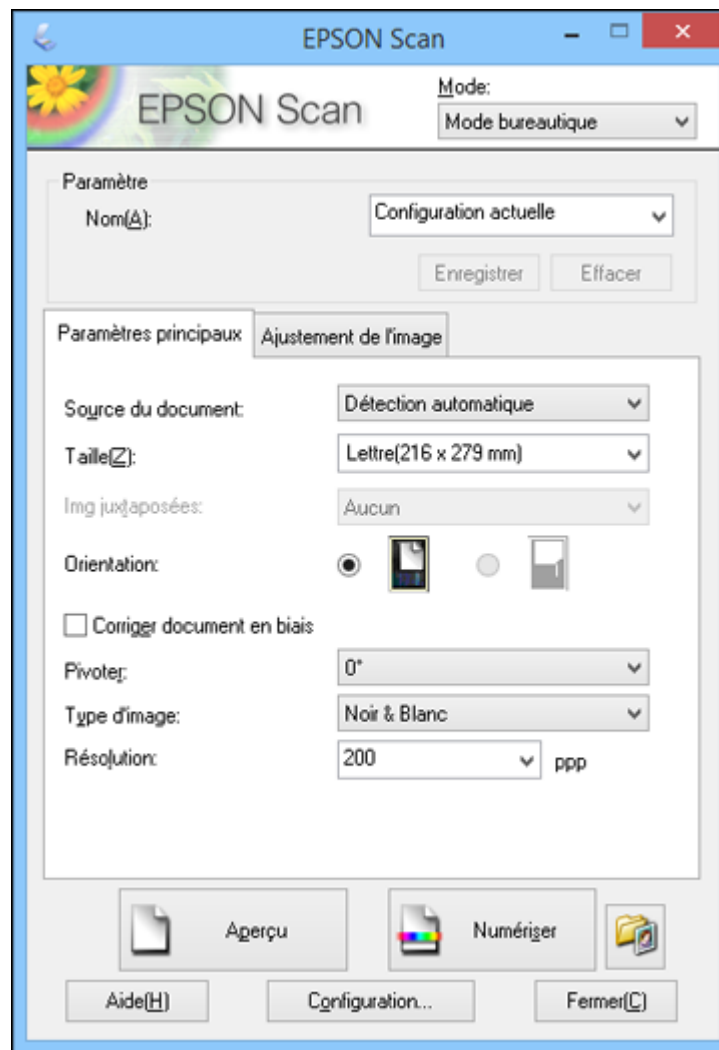 EPSON Scan
EPSON Scan
Mode:
Mode bureautique
Paramètre
Nom(A):
Configuration actuelle
Enregistrer
Effacer
Paramètres principaux
Ajustement de l'image
Source du document:
Détection automatique
Taille(Z):
Lettre(216 x 279 mm)
Img juxtaposées:
Aucun
Orientation:
Corriger document en biais
Pivoter:
0°
Type d'image:
Noir & Blanc
Résolution:
200
ppp
Aperçu
Numériser
Aide(H)
Configuration...
Fermer(C)